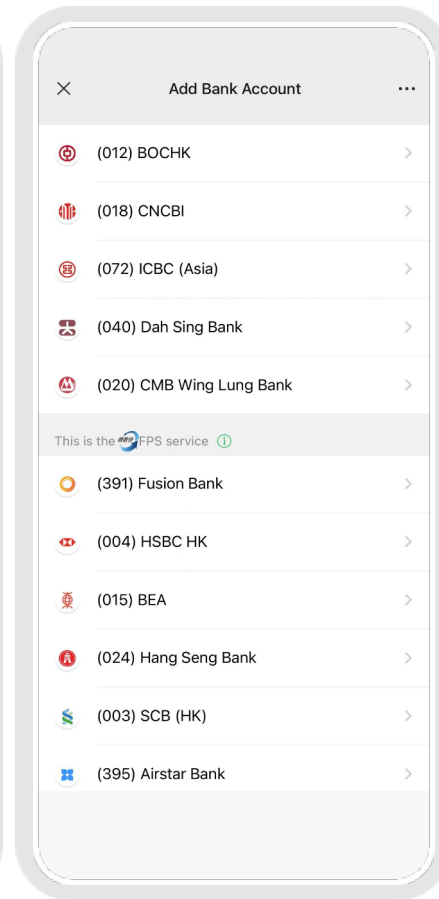 Add Bank Account
(012) BOCHK
(018) CNCBI
(072) ICBC (Asia)
(040) Dah Sing Bank
(020) CMB Wing Lung Bank
This is the FPS service
(391) Fusion Bank
(004) HSBC HK
(015) BEA
(024) Hang Seng Bank
(003) SCB (HK)
(395) Airstar Bank